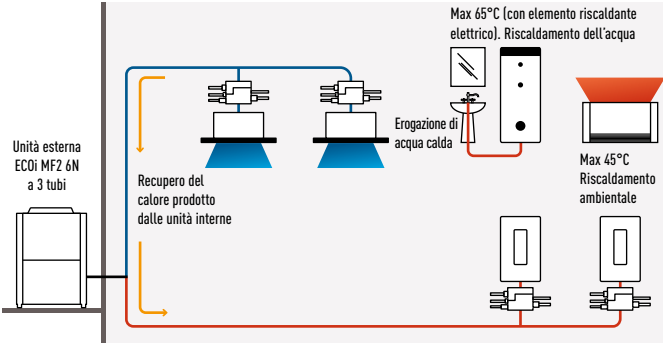 Max 65°C (con elemento riscaldante
elettrico). Riscaldamento dell'acqua
Erogazione di
acqua calda
Unità esterna
ECOi MF2 6N
a 3 tubi
Recupero del
calore prodotto
dalle unità interne
Max 45°C
Riscaldamento
ambientale